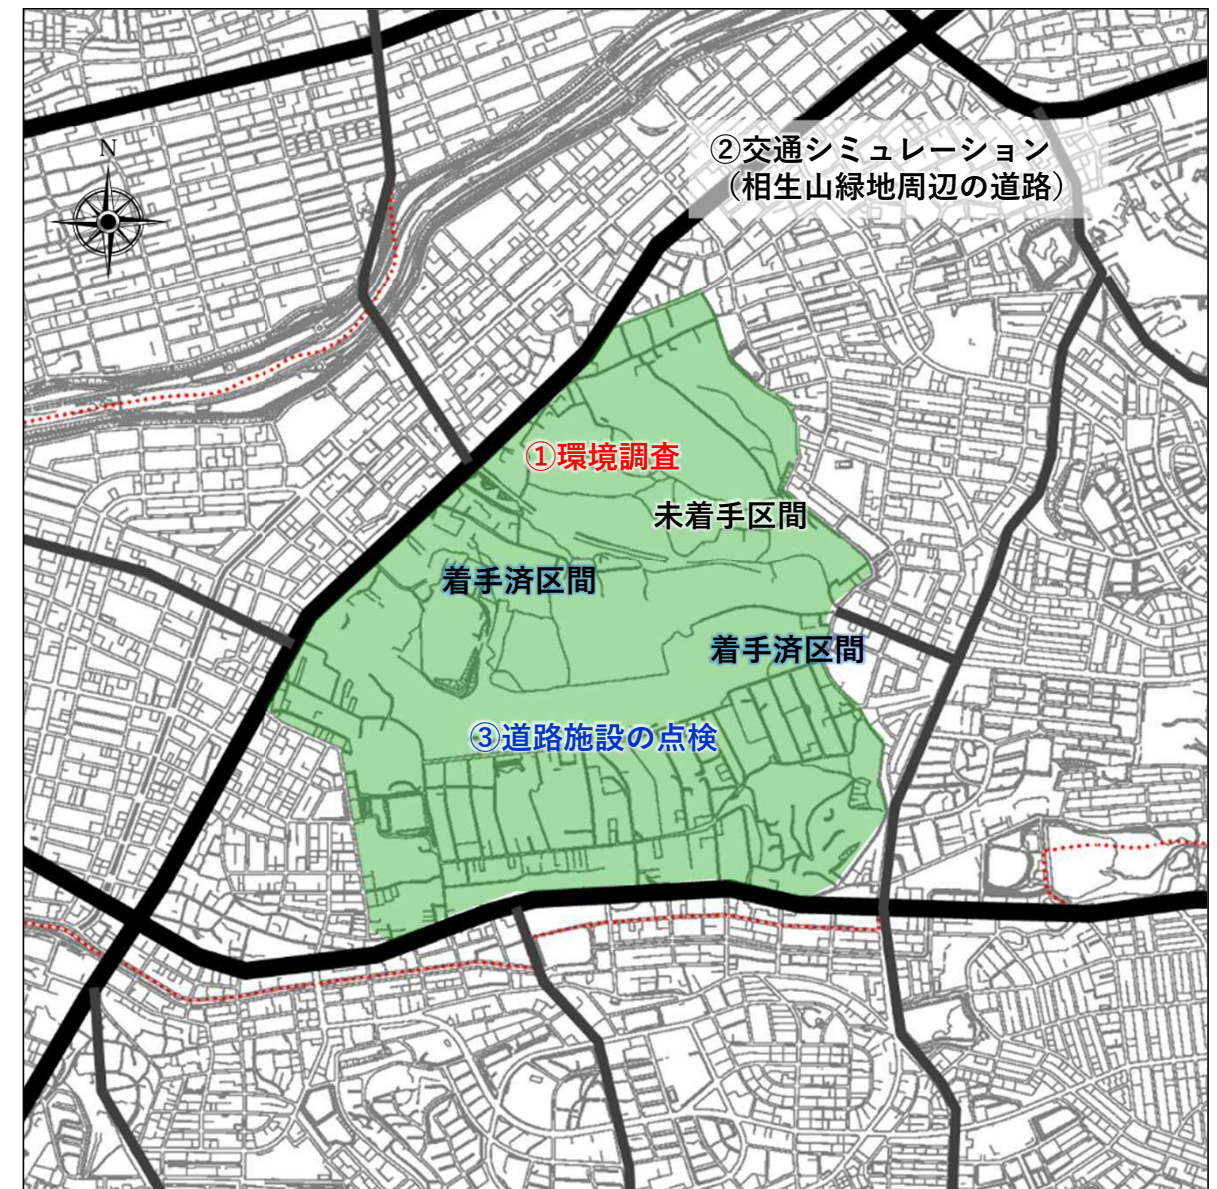 N
②交通シミュレーション
（相生山緑地周辺の道路）
①環境調査
未着手区間
着手済区間
着手済区間
③道路施設の点検